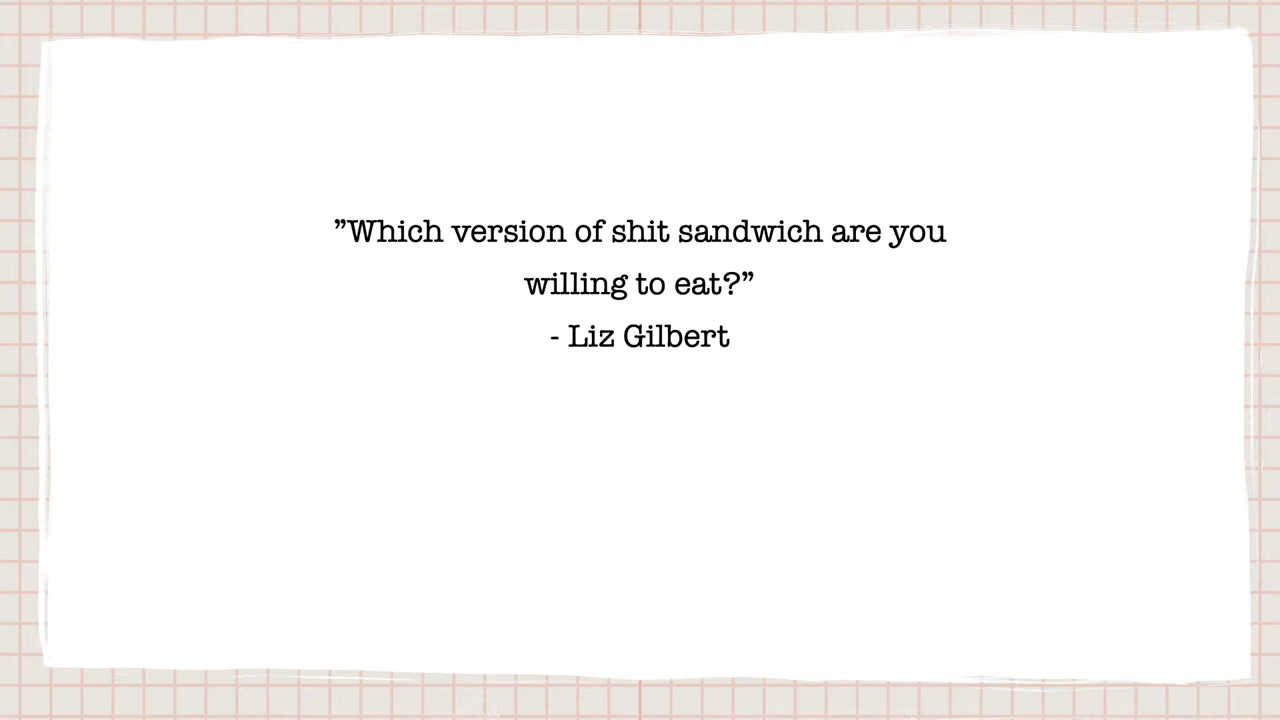 ”Which version of shit sandwich are you
willing to eat?”
- Liz Gilbert